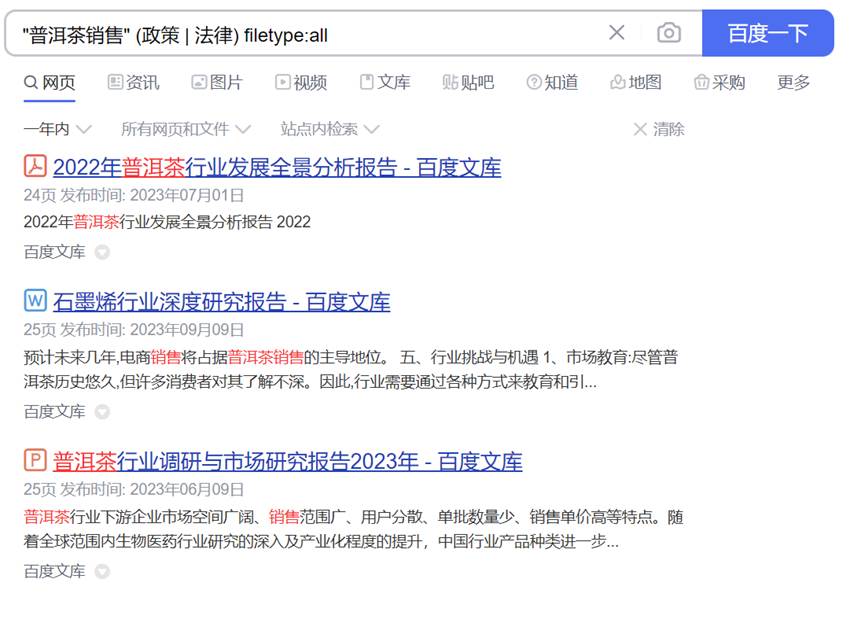 "普洱茶销售" (政策 | 法律) filetype:all
百度一下
网页 资讯 图片 视频 文库 贴吧 知道 地图 采购 更多
一年内 所有网页和文件 站点内检索 清除
2022年普洱茶行业发展全景分析报告 - 百度文库
24页 发布时间: 2023年07月01日
2022年普洱茶行业发展全景分析报告 2022
百度文库
W 石墨烯行业深度研究报告 - 百度文库
25页 发布时间: 2023年09月09日
预计未来几年,电商销售将占据普洱茶销售的主导地位。 五、行业挑战与机遇 1、市场教育:尽管普
洱茶历史悠久,但许多消费者对其了解不深。因此,行业需要通过各种方式来教育和引...
百度文库
P 普洱茶行业调研与市场研究报告2023年 - 百度文库
25页 发布时间: 2023年06月09日
普洱茶行业下游企业市场空间广阔、销售范围广、用户分散、单批数量少、销售单价高等特点。随
着全球范围内生物医药行业研究的深入及产业化程度的提升，中国行业产品种类进一步...
百度文库